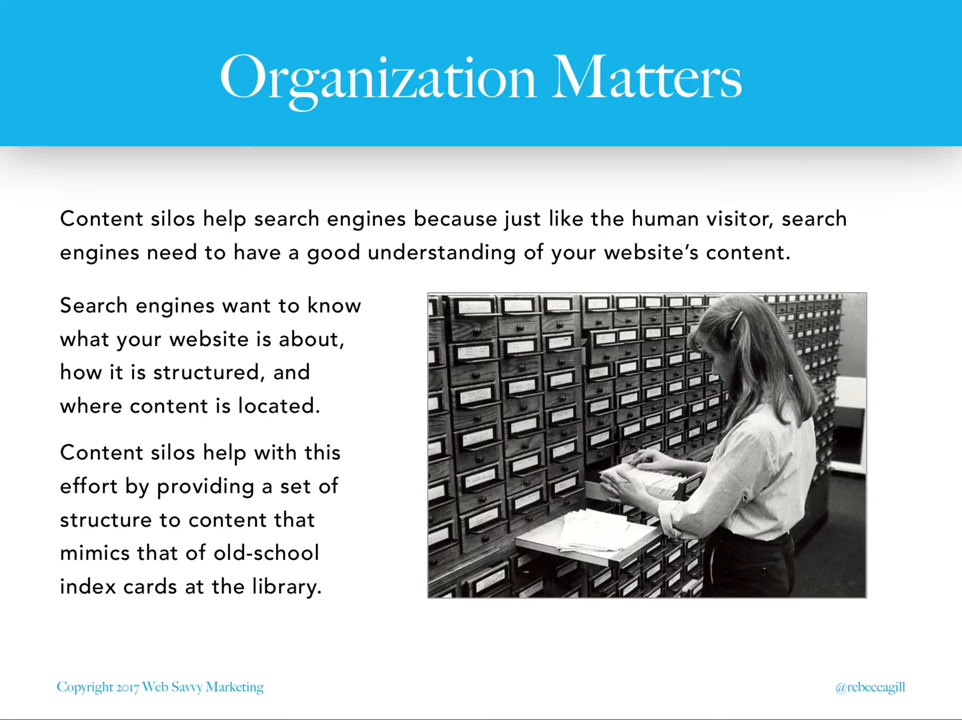 Organization Matters
Content silos help search engines because just like the human visitor, search
engines need to have a good understanding of your website’s content.
Search engines want to know
what your website is about,
how it is structured, and
where content is located.
Content silos help with this
effort by providing a set of
structure to content that
mimics that of old-school
index cards at the library.
Copyright 2017 Web Savvy Marketing
@rebeccagill